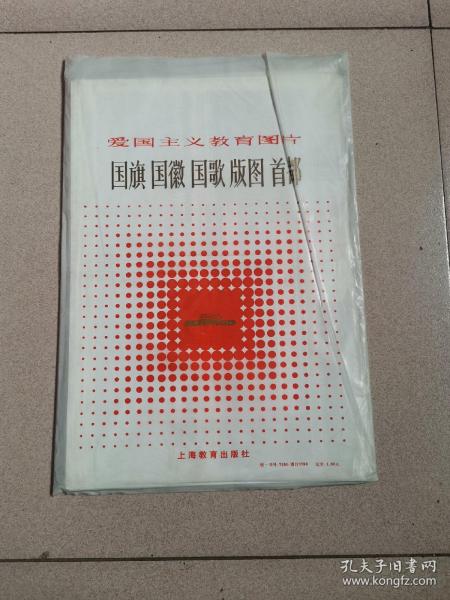 爱国主义教育图片
国旗 国徽 国歌 版图 首都
上海教育出版社
孔夫子旧书网
www.kongfz.com